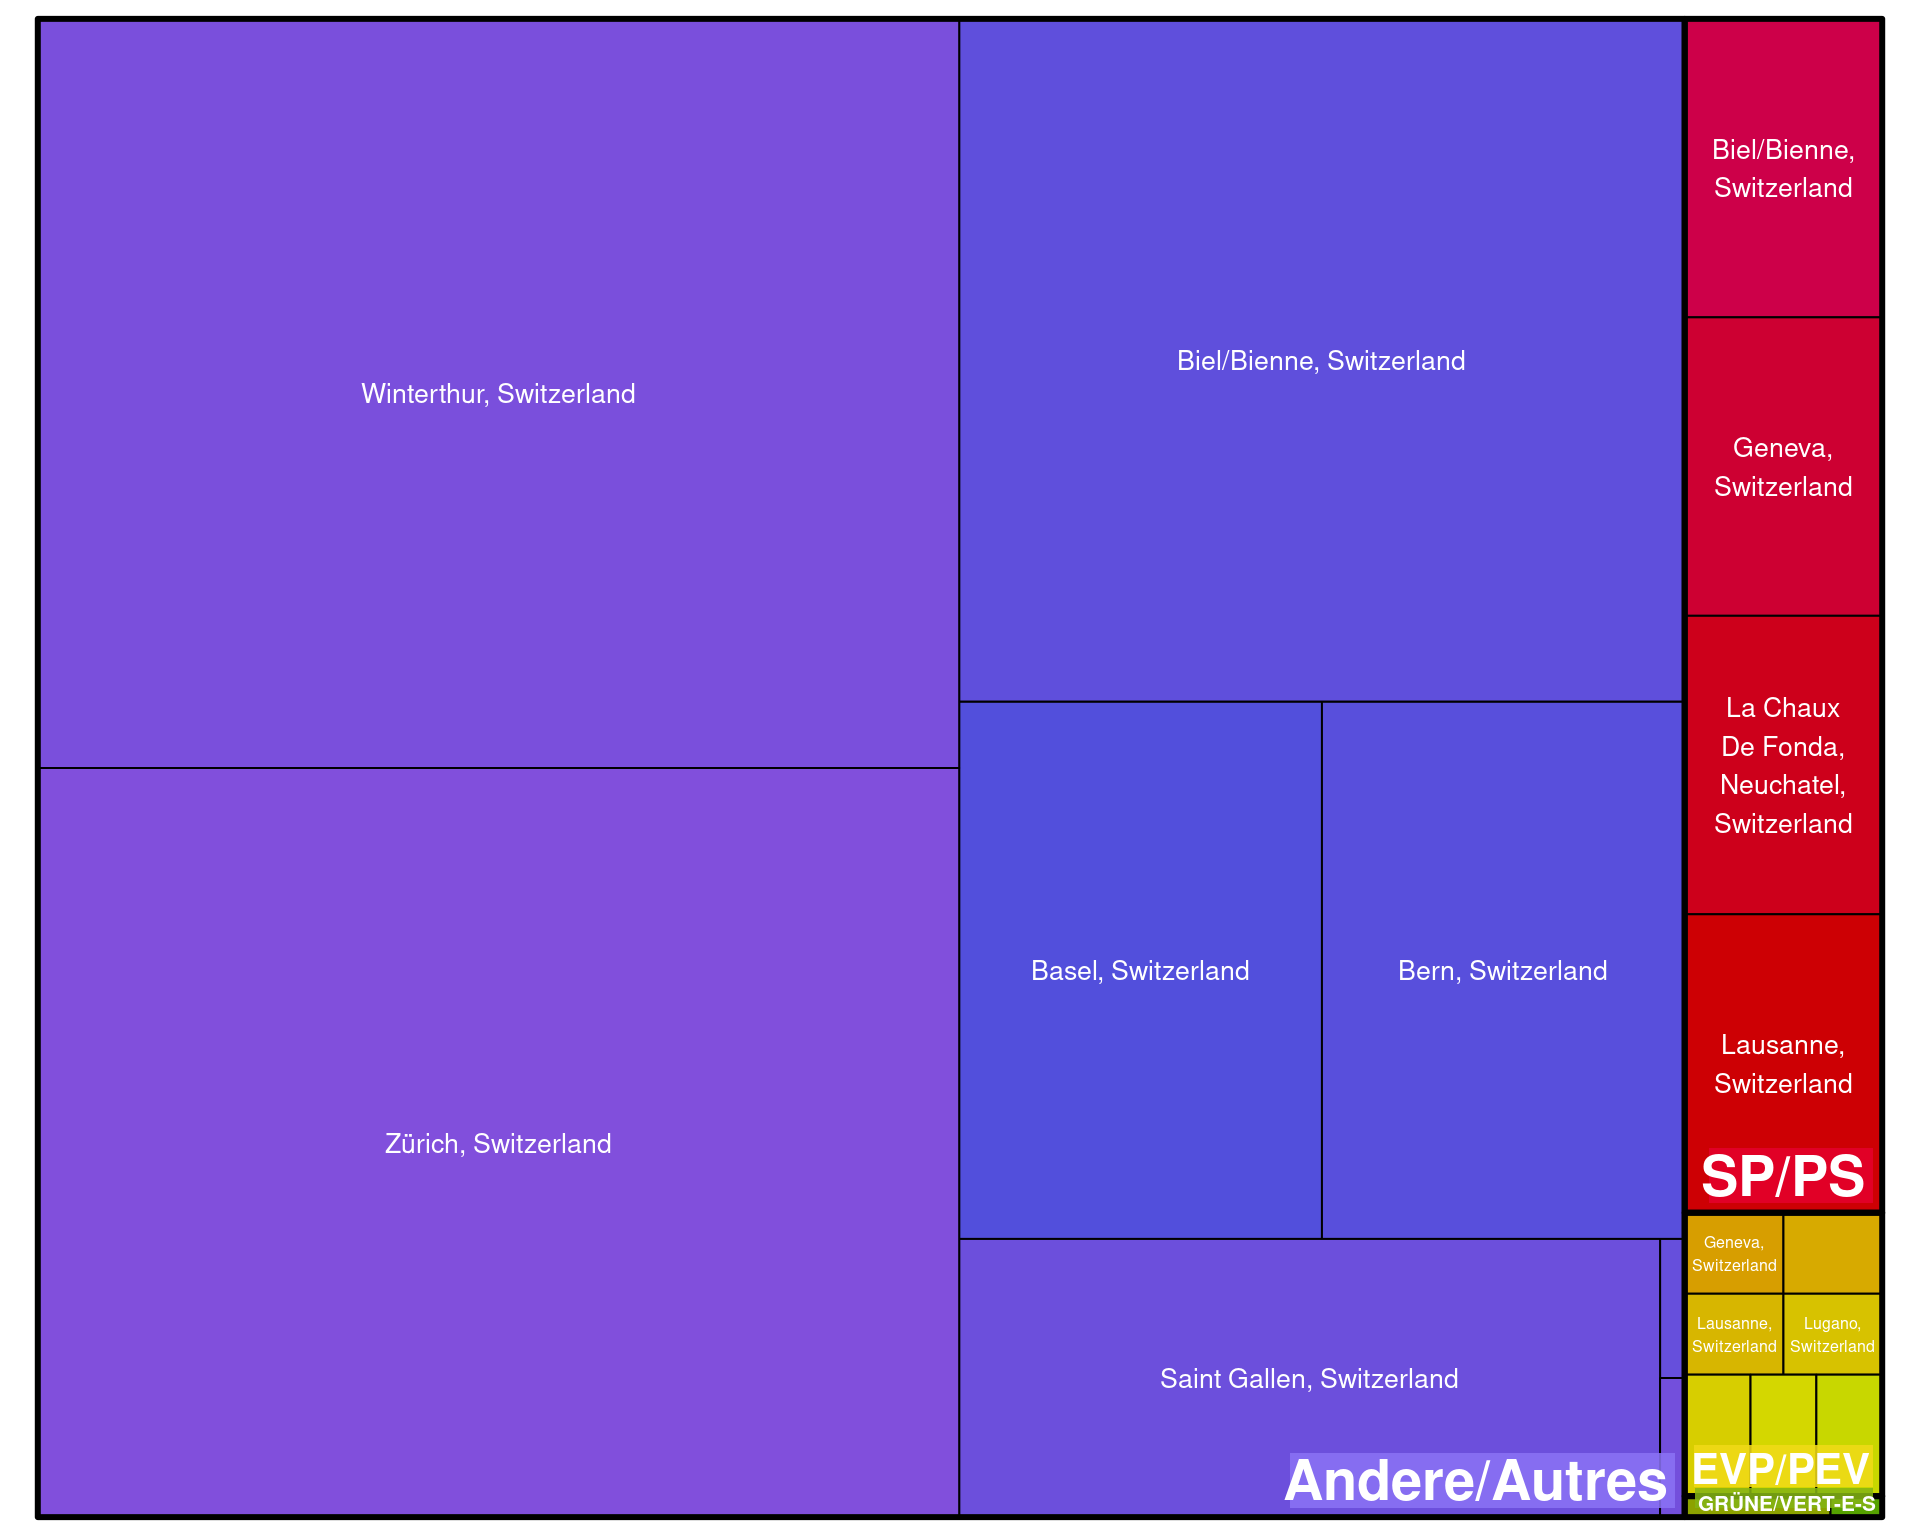 Winterthur, Switzerland
Zürich, Switzerland
Biel/Bienne, Switzerland
Basel, Switzerland
Bern, Switzerland
Saint Gallen, Switzerland
Andere/Autres
Biel/Bienne,
Switzerland
Geneva,
Switzerland
La Chaux
De Fonda,
Neuchatel,
Switzerland
Lausanne,
Switzerland
SP/PS
Geneva,
Switzerland
Lausanne,
Switzerland
Lugano,
Switzerland
EVP/PEV
GRÜNE/VERT-E-S